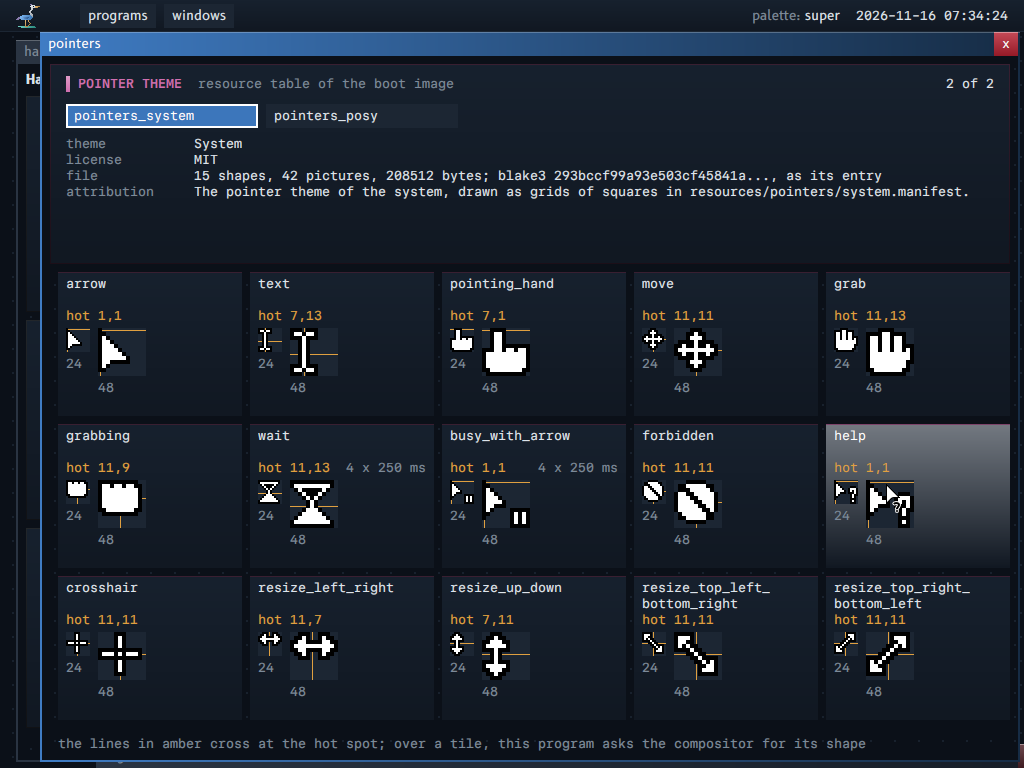 programs windows palette: super 2026-11-16 07:34:24
ha
pointers x
Ha
POINTER THEME resource table of the boot image 2 of 2
pointers_system pointers_posy
theme System
license MIT
file 15 shapes, 42 pictures, 208512 bytes; blake3 293bccf99a93e503cf45841a..., as its entry
attribution The pointer theme of the system, drawn as grids of squares in resources/pointers/system.manifest.
arrow text pointing_hand move grab
hot 1,1 hot 7,13 hot 7,1 hot 11,11 hot 11,13
24 24 24 24 24
48 48 48 48 48
grabbing wait busy_with_arrow forbidden help
hot 11,9 hot 11,13 4 x 250 ms hot 1,1 4 x 250 ms hot 11,11 hot 1,1
24 24 24 24 24
48 48 48 48 48
crosshair resize_left_right resize_up_down resize_top_left_ resize_top_right_
bottom_right bottom_left
hot 11,11 hot 11,7 hot 7,11 hot 11,11 hot 11,11
24 24 24 24 24
48 48 48 48 48
the lines in amber cross at the hot spot; over a tile, this program asks the compositor for its shape